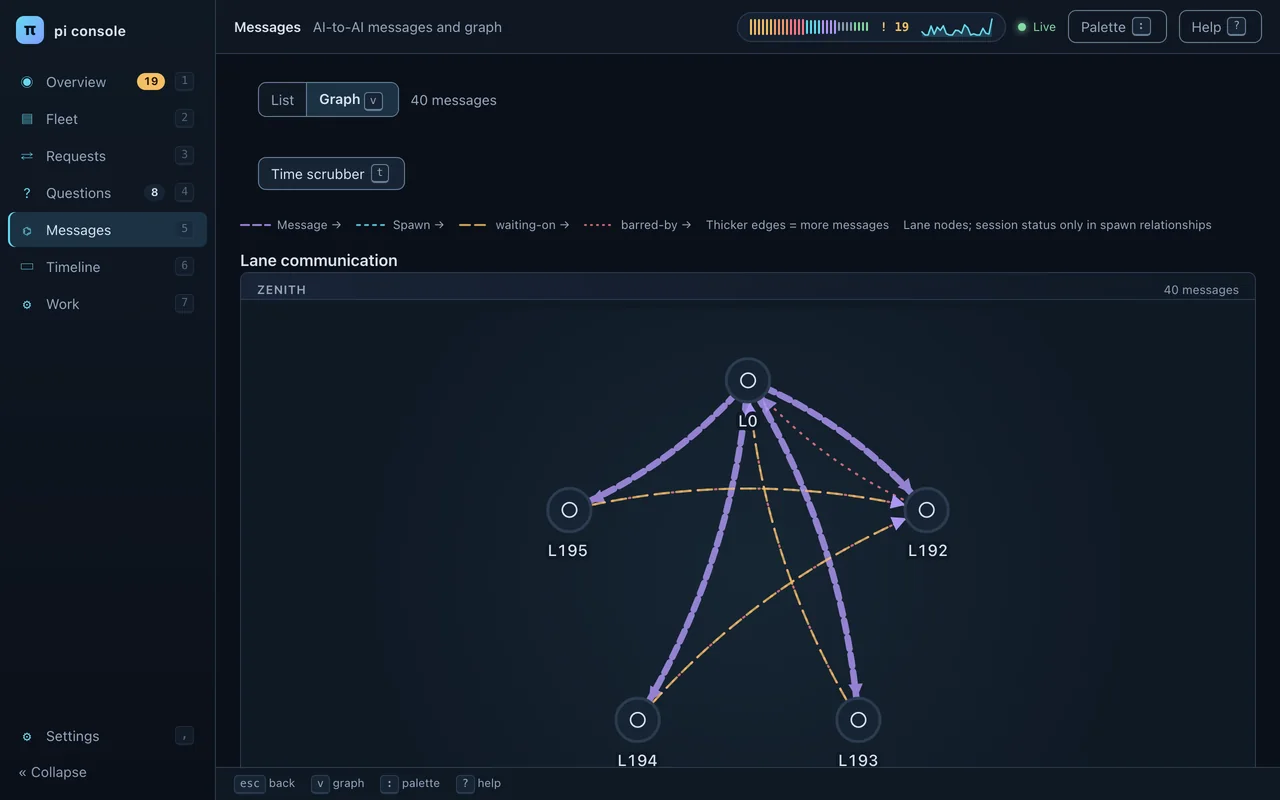 π pi console
Overview 19 1
Fleet 2
Requests 3
? Questions 8 4
Messages 5
Timeline 6
Work 7
Settings ,
« Collapse
Messages AI-to-AI messages and graph
! 19
Live
Palette :
Help ?
List Graph v 40 messages
Time scrubber t
Message → Spawn → waiting-on → barred-by → Thicker edges = more messages Lane nodes; session status only in spawn relationships
Lane communication
ZENITH 40 messages
L0
L195
L192
L194
L193
esc back v graph : palette ? help